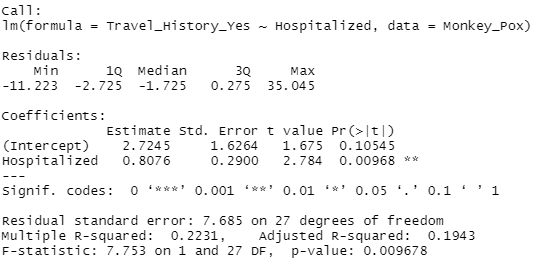 Call:
lm(formula = Travel_History_Yes ~ Hospitalized, data = Monkey_Pox)
Residuals:
Min 1Q Median 3Q Max
-11.223 -2.725 -1.725 0.275 35.045
Coefficients:
Estimate Std. Error t value Pr(>|t|)
(Intercept) 2.7245 1.6264 1.675 0.10545
Hospitalized 0.8076 0.2900 2.784 0.00968 **
---
Signif. codes: 0 ‘***’ 0.001 ‘**’ 0.01 ‘*’ 0.05 ‘.’ 0.1 ‘ ’ 1
Residual standard error: 7.685 on 27 degrees of freedom
Multiple R-squared: 0.2231, Adjusted R-squared: 0.1943
F-statistic: 7.753 on 1 and 27 DF, p-value: 0.009678